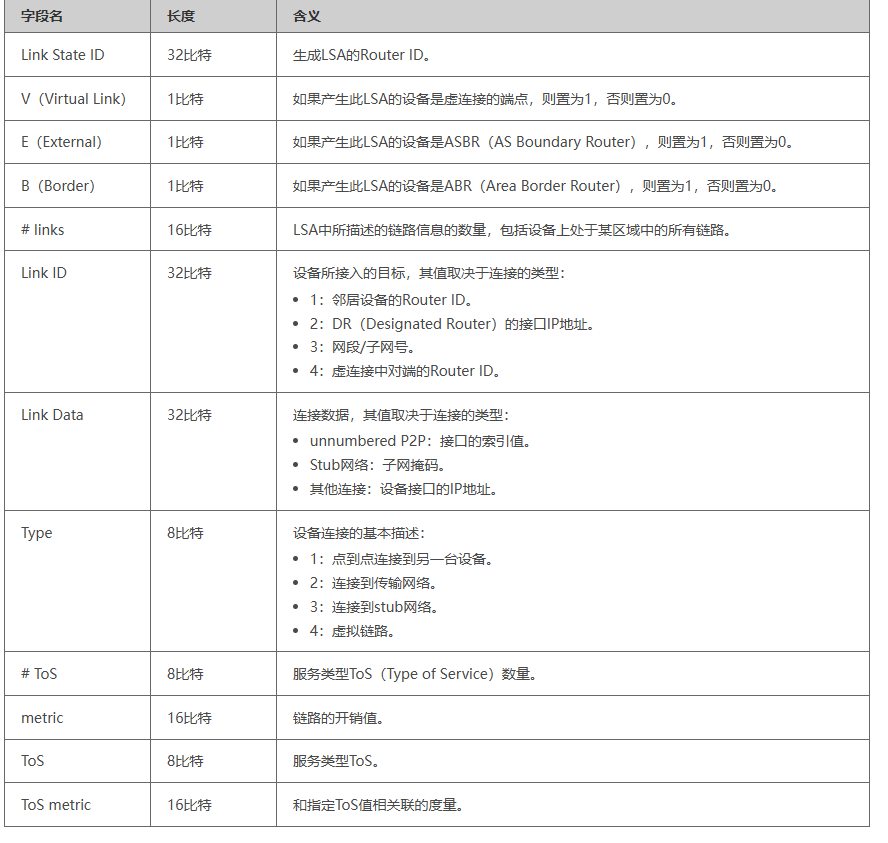 字段名 长度 含义
Link State ID 32比特 生成LSA的Router ID。
V（Virtual Link） 1比特 如果产生此LSA的设备是虚连接的端点，则置为1，否则置为0。
E（External） 1比特 如果产生此LSA的设备是ASBR（AS Boundary Router），则置为1，否则置为0。
B（Border） 1比特 如果产生此LSA的设备是ABR（Area Border Router），则置为1，否则置为0。
# links 16比特 LSA中所描述的链路信息的数量，包括设备上处于某区域中的所有链路。
Link ID 32比特 设备所接入的目标，其值取决于连接的类型：
• 1：邻居设备的Router ID。
• 2：DR（Designated Router）的接口IP地址。
• 3：网段/子网号。
• 4：虚连接中对端的Router ID。
Link Data 32比特 连接数据，其值取决于连接的类型：
• unnumbered P2P：接口的索引值。
• Stub网络：子网掩码。
• 其他连接：设备接口的IP地址。
Type 8比特 设备连接的基本描述：
• 1：点到点连接到另一台设备。
• 2：连接到传输网络。
• 3：连接到stub网络。
• 4：虚拟链路。
# ToS 8比特 服务类型ToS（Type of Service）数量。
metric 16比特 链路的开销值。
ToS 8比特 服务类型ToS。
ToS metric 16比特 和指定ToS值相关联的度量。